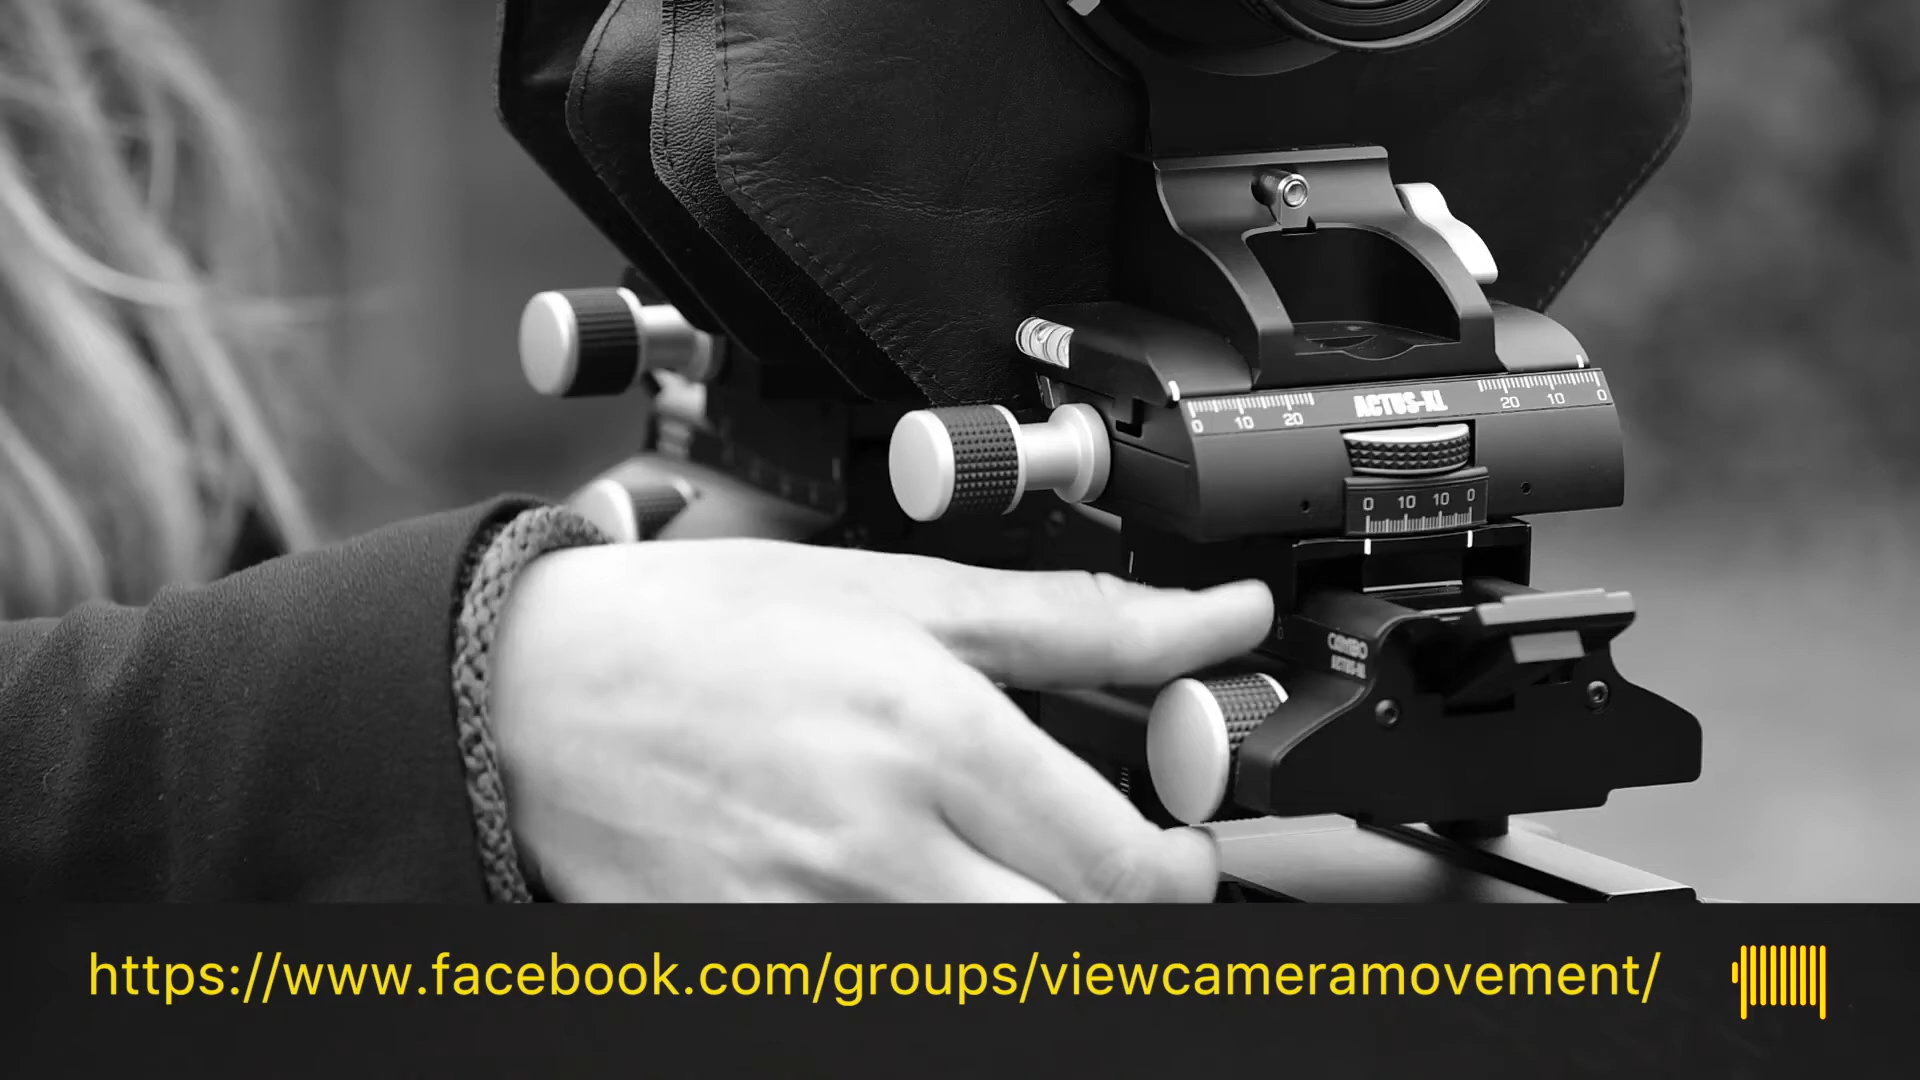 0 10 20 ACTUS-XL 20 10 0
0 10 10 0
CAMBO
ACTUS-XL
https://www.facebook.com/groups/viewcameramovement/